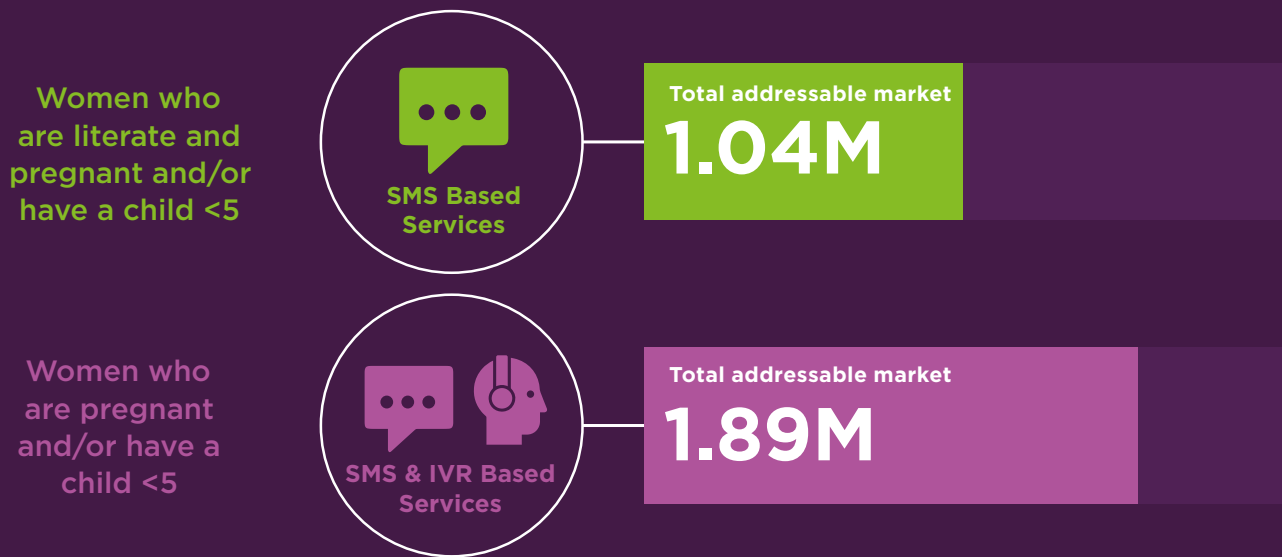 Women who
are literate and
pregnant and/or
have a child <5
SMS Based
Services
Total addressable market
1.04M
Women who
are pregnant
and/or have a
child <5
SMS & IVR Based
Services
Total addressable market
1.89M